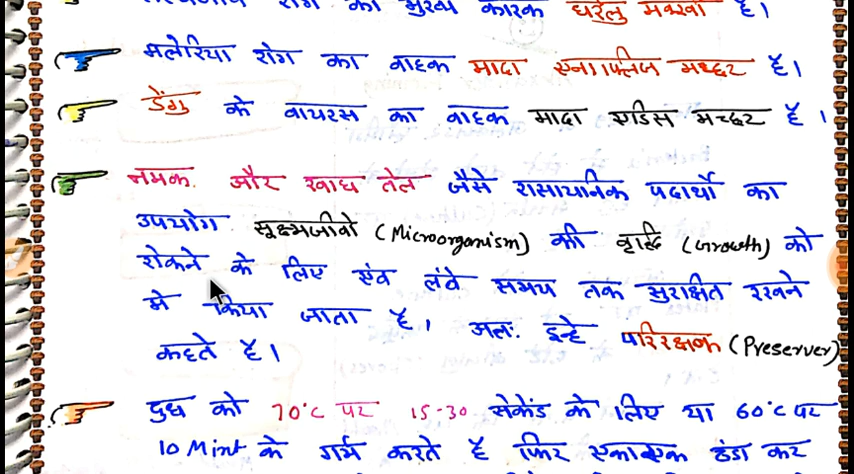 रोग का मुख्य कारक घरेलु मक्खी है।
मलेरिया रोग का वाहक मादा एनाफिलिज मच्छर है।
डेंगु के वायरस का वाहक मादा एडिस मच्छर है।
नमक और खाद्य तेल जैसे रासायनिक पदार्थो का
उपयोग सूक्ष्मजीवो (Microorganism) की वृद्धि (Growth) को
रोकने के लिए एंव लंबे समय तक सुरक्षित रखने
मे किया जाता है। अतः इन्हे परिरक्षक (Preserver)
कहते है।
दुध को 70°C पर 15-30 सेकेंड के लिए या 60°C पर
10 Mint के गर्म करते है फिर एकाएक ठंडा कर